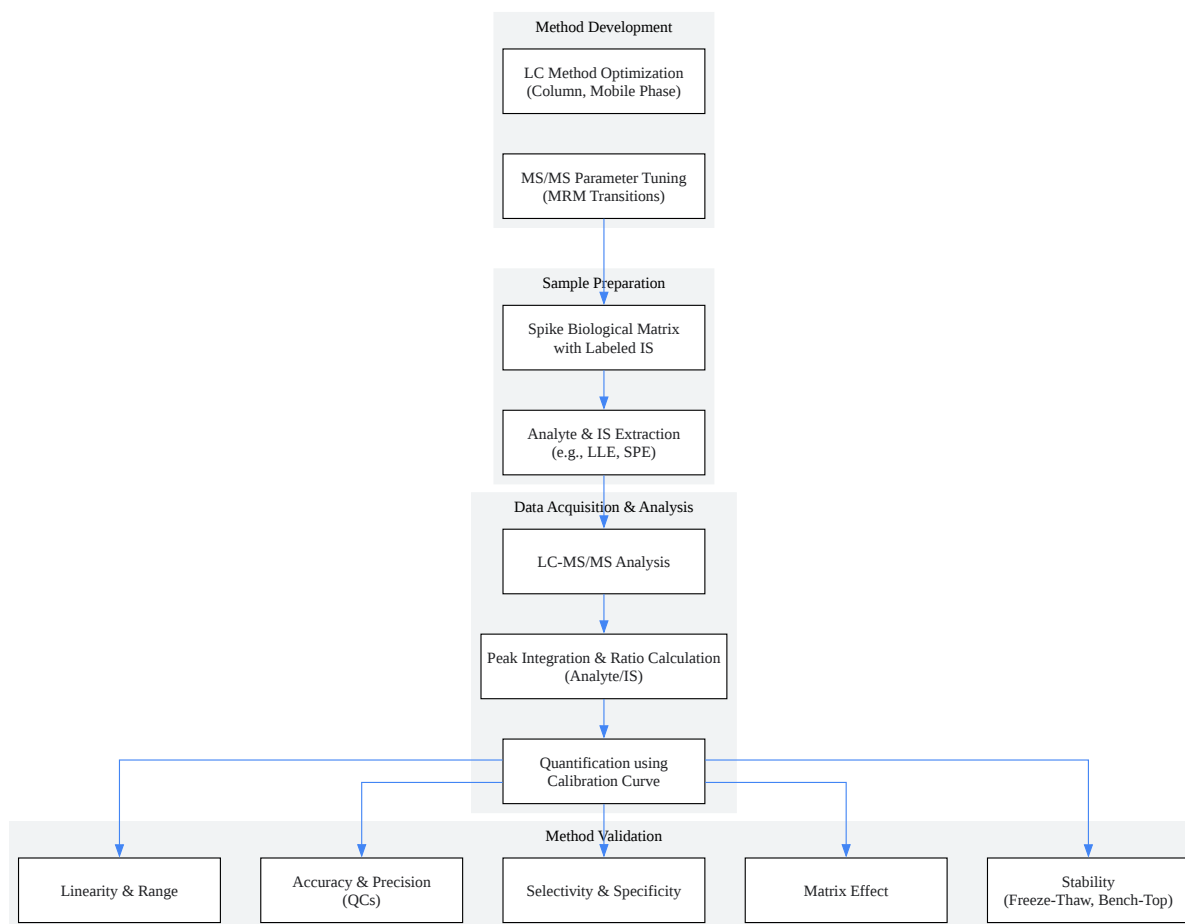 Method Development
LC Method Optimization
(Column, Mobile Phase)
MS/MS Parameter Tuning
(MRM Transitions)
Sample Preparation
Spike Biological Matrix
with Labeled IS
Analyte & IS Extraction
(e.g., LLE, SPE)
Data Acquisition & Analysis
LC-MS/MS Analysis
Peak Integration & Ratio Calculation
(Analyte/IS)
Quantification using
Calibration Curve
Method Validation
Linearity & Range
Accuracy & Precision
(QCs)
Selectivity & Specificity
Matrix Effect
Stability
(Freeze-Thaw, Bench-Top)